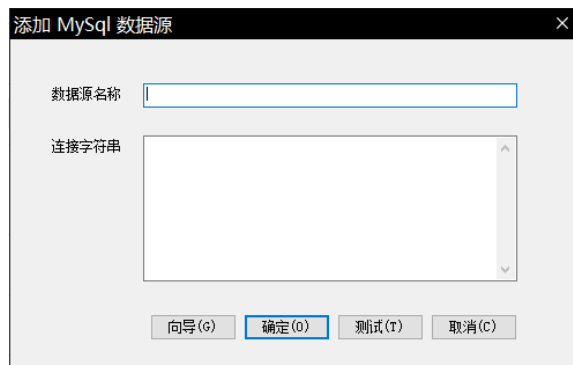 添加 MySql 数据源
数据源名称
连接字符串
向导(G) 确定(O) 测试(T) 取消(C)